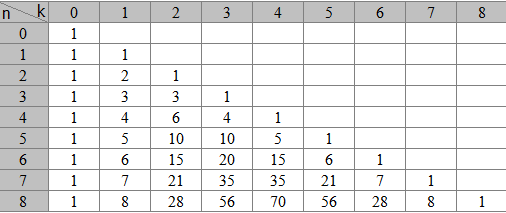 n k 0 1 2 3 4 5 6 7 8
0 1
1 1 1
2 1 2 1
3 1 3 3 1
4 1 4 6 4 1
5 1 5 10 10 5 1
6 1 6 15 20 15 6 1
7 1 7 21 35 35 21 7 1
8 1 8 28 56 70 56 28 8 1